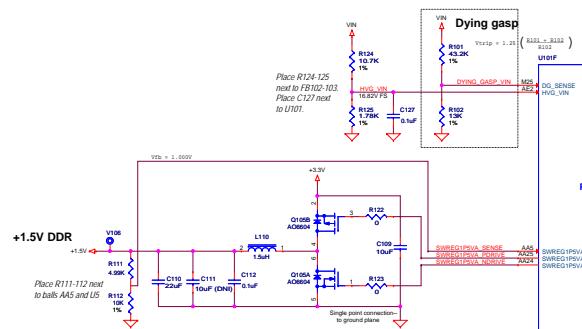 Dying gasp
VIN
VIN
Vtrip = 1.25 ( R101 + R102 )
R102
U101F
R124
10.7K
1%
R101
43.2K
1%
Place R124-125
next to FB102-103.
Place C127 next
to U101.
DYING_GASP_VIN
M25
DG_SENSE
HVG_VIN
AE2
HVG_VIN
16.82V FS
R125
1.78K
1%
C127
0.1uF
R102
13K
1%
Vfb = 1.000V
+3.3V
V106
2
Q105B
AO6604
3
R122
0
+1.5V DDR
+1.5V
L110
2
1
1.5uH
4
C109
10uF
SWREG1P5VA_SENSE
AA5
SWREG1P5VA
SWREG1P5VA_PDRIVE
AA25
SWREG1P5VA
SWREG1P5VA_NDRIVE
AA24
SWREG1P5VA
R111
4.99K
1%
Place R111-112 next
to balls AA5 and U5
R112
10K
1%
C110
22uF
C111
10uF (DNI)
C112
0.1uF
6
Q105A
AO6604
1
R123
0
5
Single point connection--
to ground plane